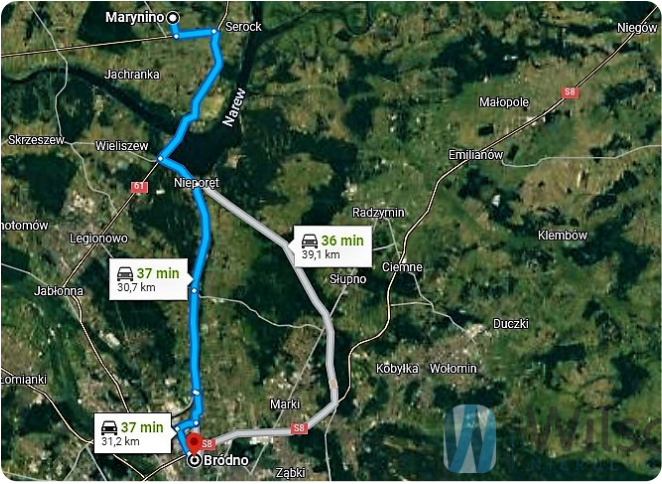 Marynino
Serock
Niegów
Jachranka
S8
Małopole
Narew
Skrzeszew
Wieliszew
Emilianów
61
Nieporęt
Radzymin
36 min
39,1 km
Legionowo
Klembów
37 min
30,7 km
Ciemne
Słupno
Jabłonna
Duczki
Kobyłka
Wołomin
Marki
37 min
31,2 km
S8
S8
Bródno
Ząbki